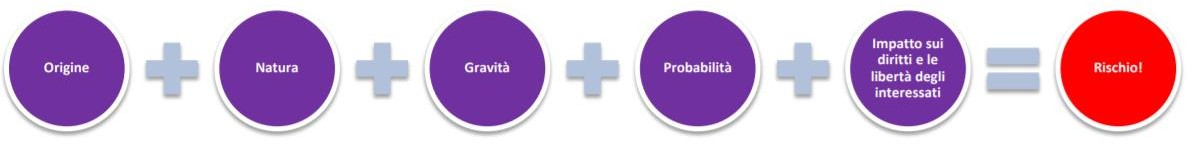 Origine
Natura
Gravità
Probabilità
Impatto sui
diritti e le
libertà degli
interessati
Rischio!